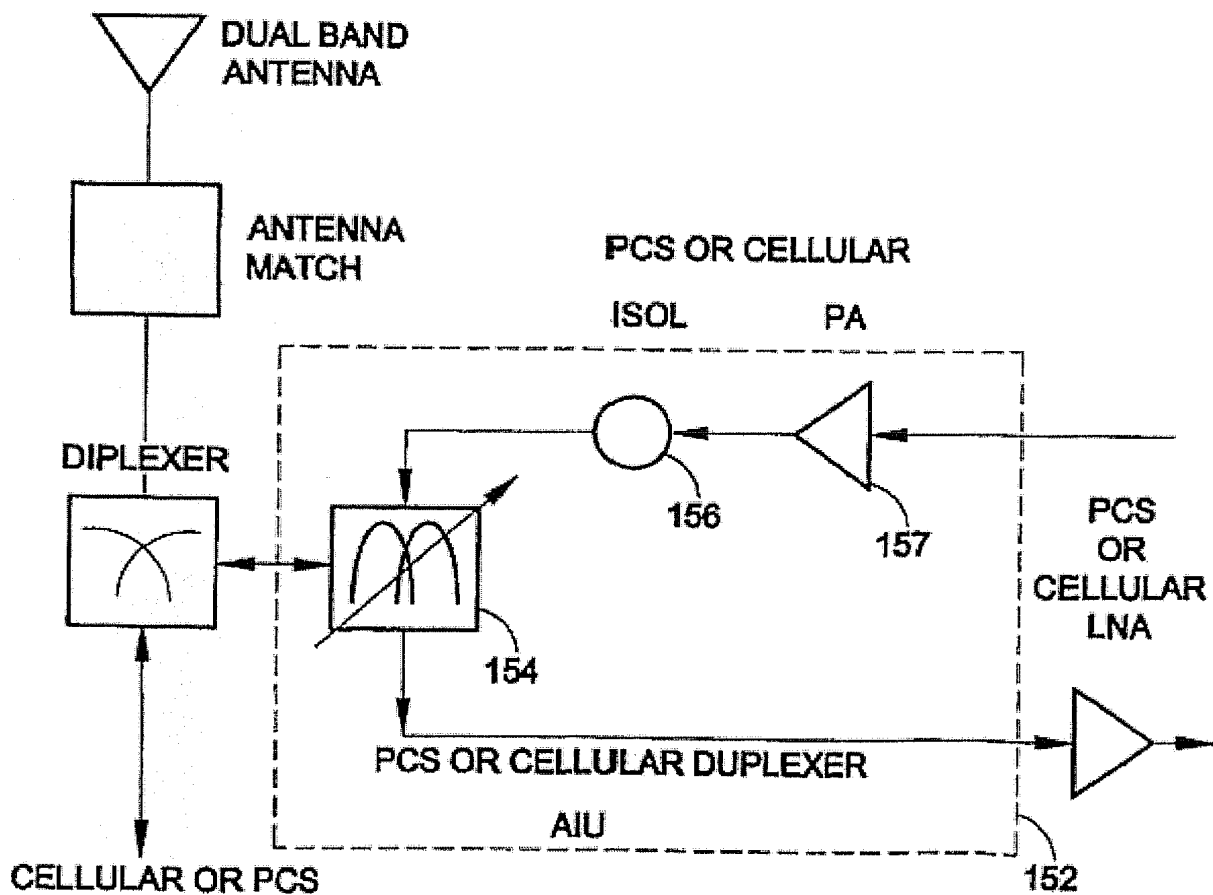 DUAL BAND
ANTENNA
ANTENNA
MATCH
PCS OR CELLULAR
ISOL
PA
DIPLEXER
156
157
PCS
OR
CELLULAR
LNA
154
PCS OR CELLULAR DUPLEXER
AIU
152
CELLULAR OR PCS